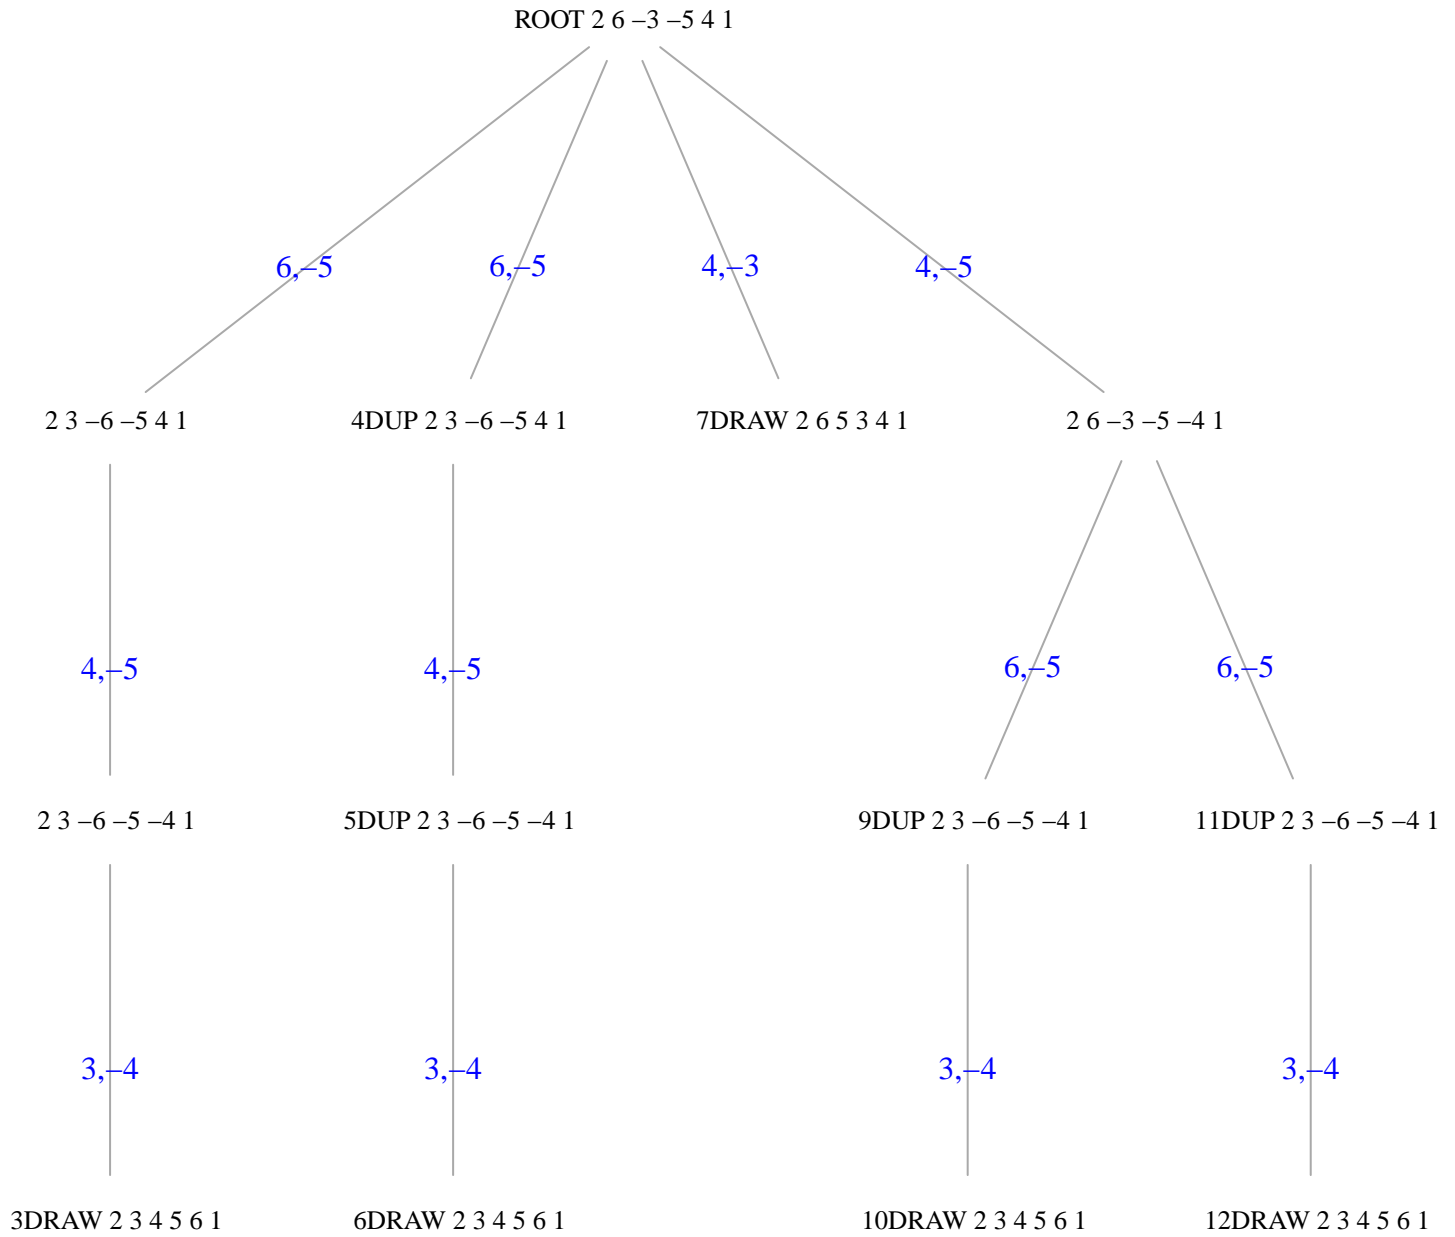 ROOT 2 6 –3 –5 4 1
6,–5 6,–5 4,–3 4,–5
2 3 –6 –5 4 1 4DUP 2 3 –6 –5 4 1 7DRAW 2 6 5 3 4 1 2 6 –3 –5 –4 1
4,–5 4,–5 6,–5 6,–5
2 3 –6 –5 –4 1 5DUP 2 3 –6 –5 –4 1 9DUP 2 3 –6 –5 –4 1 11DUP 2 3 –6 –5 –4 1
3,–4 3,–4 3,–4 3,–4
3DRAW 2 3 4 5 6 1 6DRAW 2 3 4 5 6 1 10DRAW 2 3 4 5 6 1 12DRAW 2 3 4 5 6 1